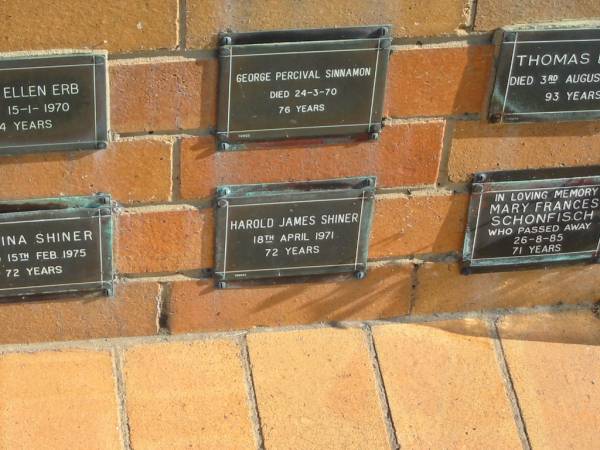 ELLEN ERB
15-1-1970
4 YEARS
GEORGE PERCIVAL SINNAMON
DIED 24-3-70
76 YEARS
THOMAS
DIED 3RD AUGUS
93 YEARS
INA SHINER
15TH FEB. 1975
72 YEARS
HAROLD JAMES SHINER
18TH APRIL 1971
72 YEARS
IN LOVING MEMORY
MARY FRANCES
SCHONFISCH
WHO PASSED AWAY
26-8-85
71 YEARS